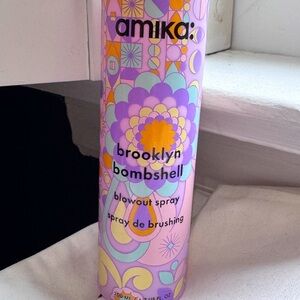 amika:
brooklyn
bombshell
blowout spray
spray de brushing